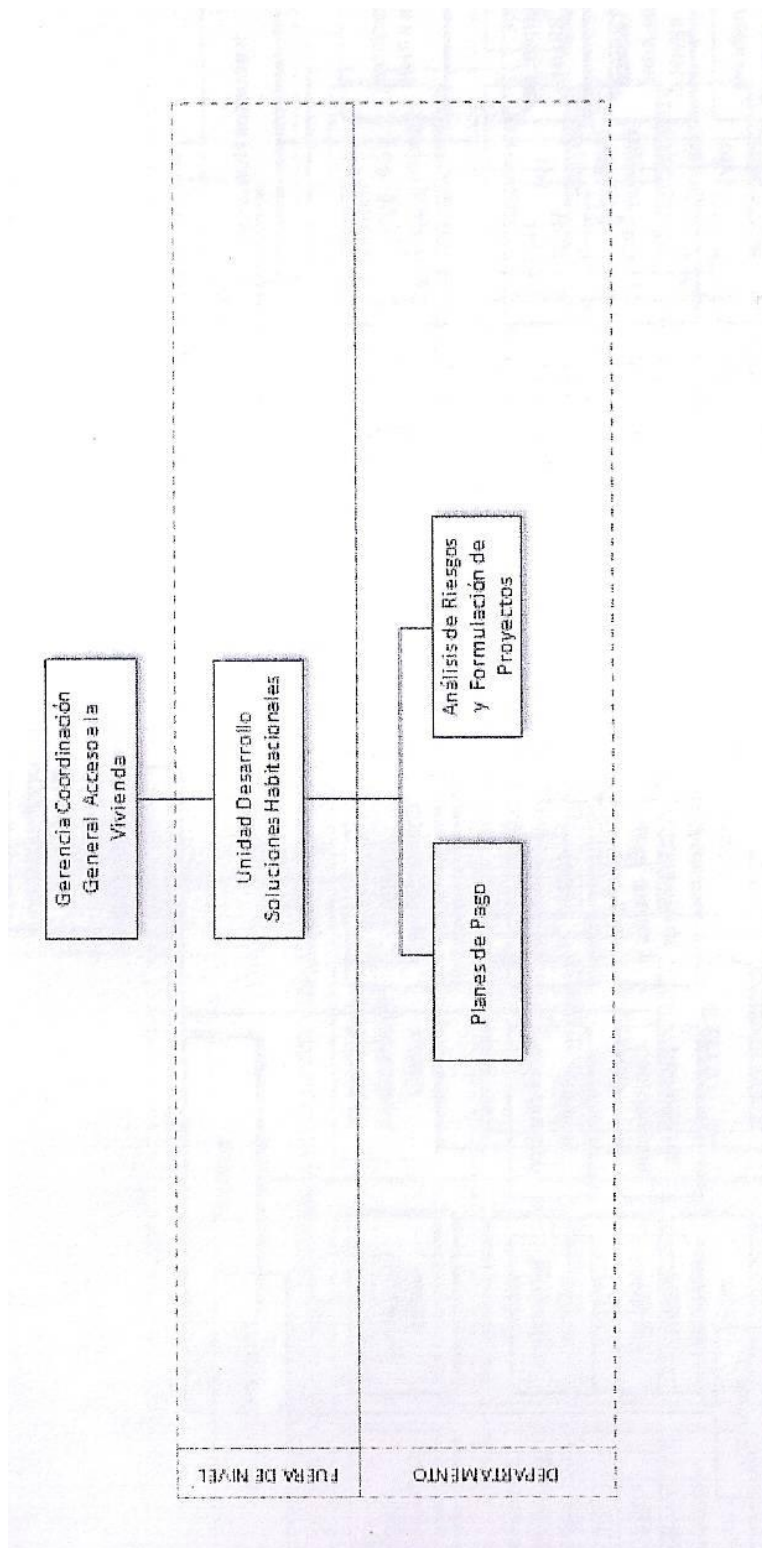 Gerencia Coordinación
General Acceso a la
Vivienda
FUERA DE NIVEL
Unidad Desarrollo
Soluciones Habitacionales
DEPARTAMENTO
Planes de Pago
Análisis de Riesgos
y Formulación de
Proyectos